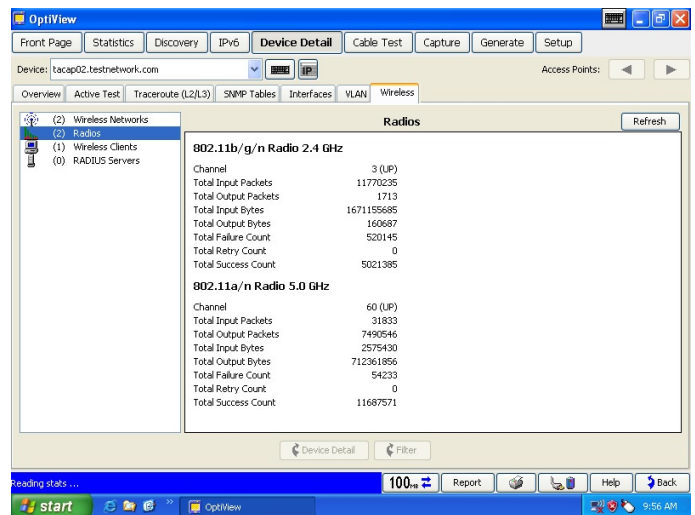 OptiView
Front Page Statistics Discovery IPv6 Device Detail Cable Test Capture Generate Setup
Device: tacap02.testnetwork.com IP Access Points:
Overview Active Test Traceroute (L2/L3) SNMP Tables Interfaces VLAN Wireless
(2) Wireless Networks
(2) Radios
(1) Wireless Clients
(0) RADIUS Servers
Radios Refresh
802.11b/g/n Radio 2.4 GHz
Channel 3 (UP)
Total Input Packets 11770235
Total Output Packets 1713
Total Input Bytes 1671155685
Total Output Bytes 160687
Total Failure Count 520145
Total Retry Count 0
Total Success Count 5021385
802.11a/n Radio 5.0 GHz
Channel 60 (UP)
Total Input Packets 31833
Total Output Packets 7490546
Total Input Bytes 2575430
Total Output Bytes 712361856
Total Failure Count 54233
Total Retry Count 0
Total Success Count 11687571
Device Detail Filter
Reading stats ... 100MB Report Help Back
start OptiView 9:56 AM